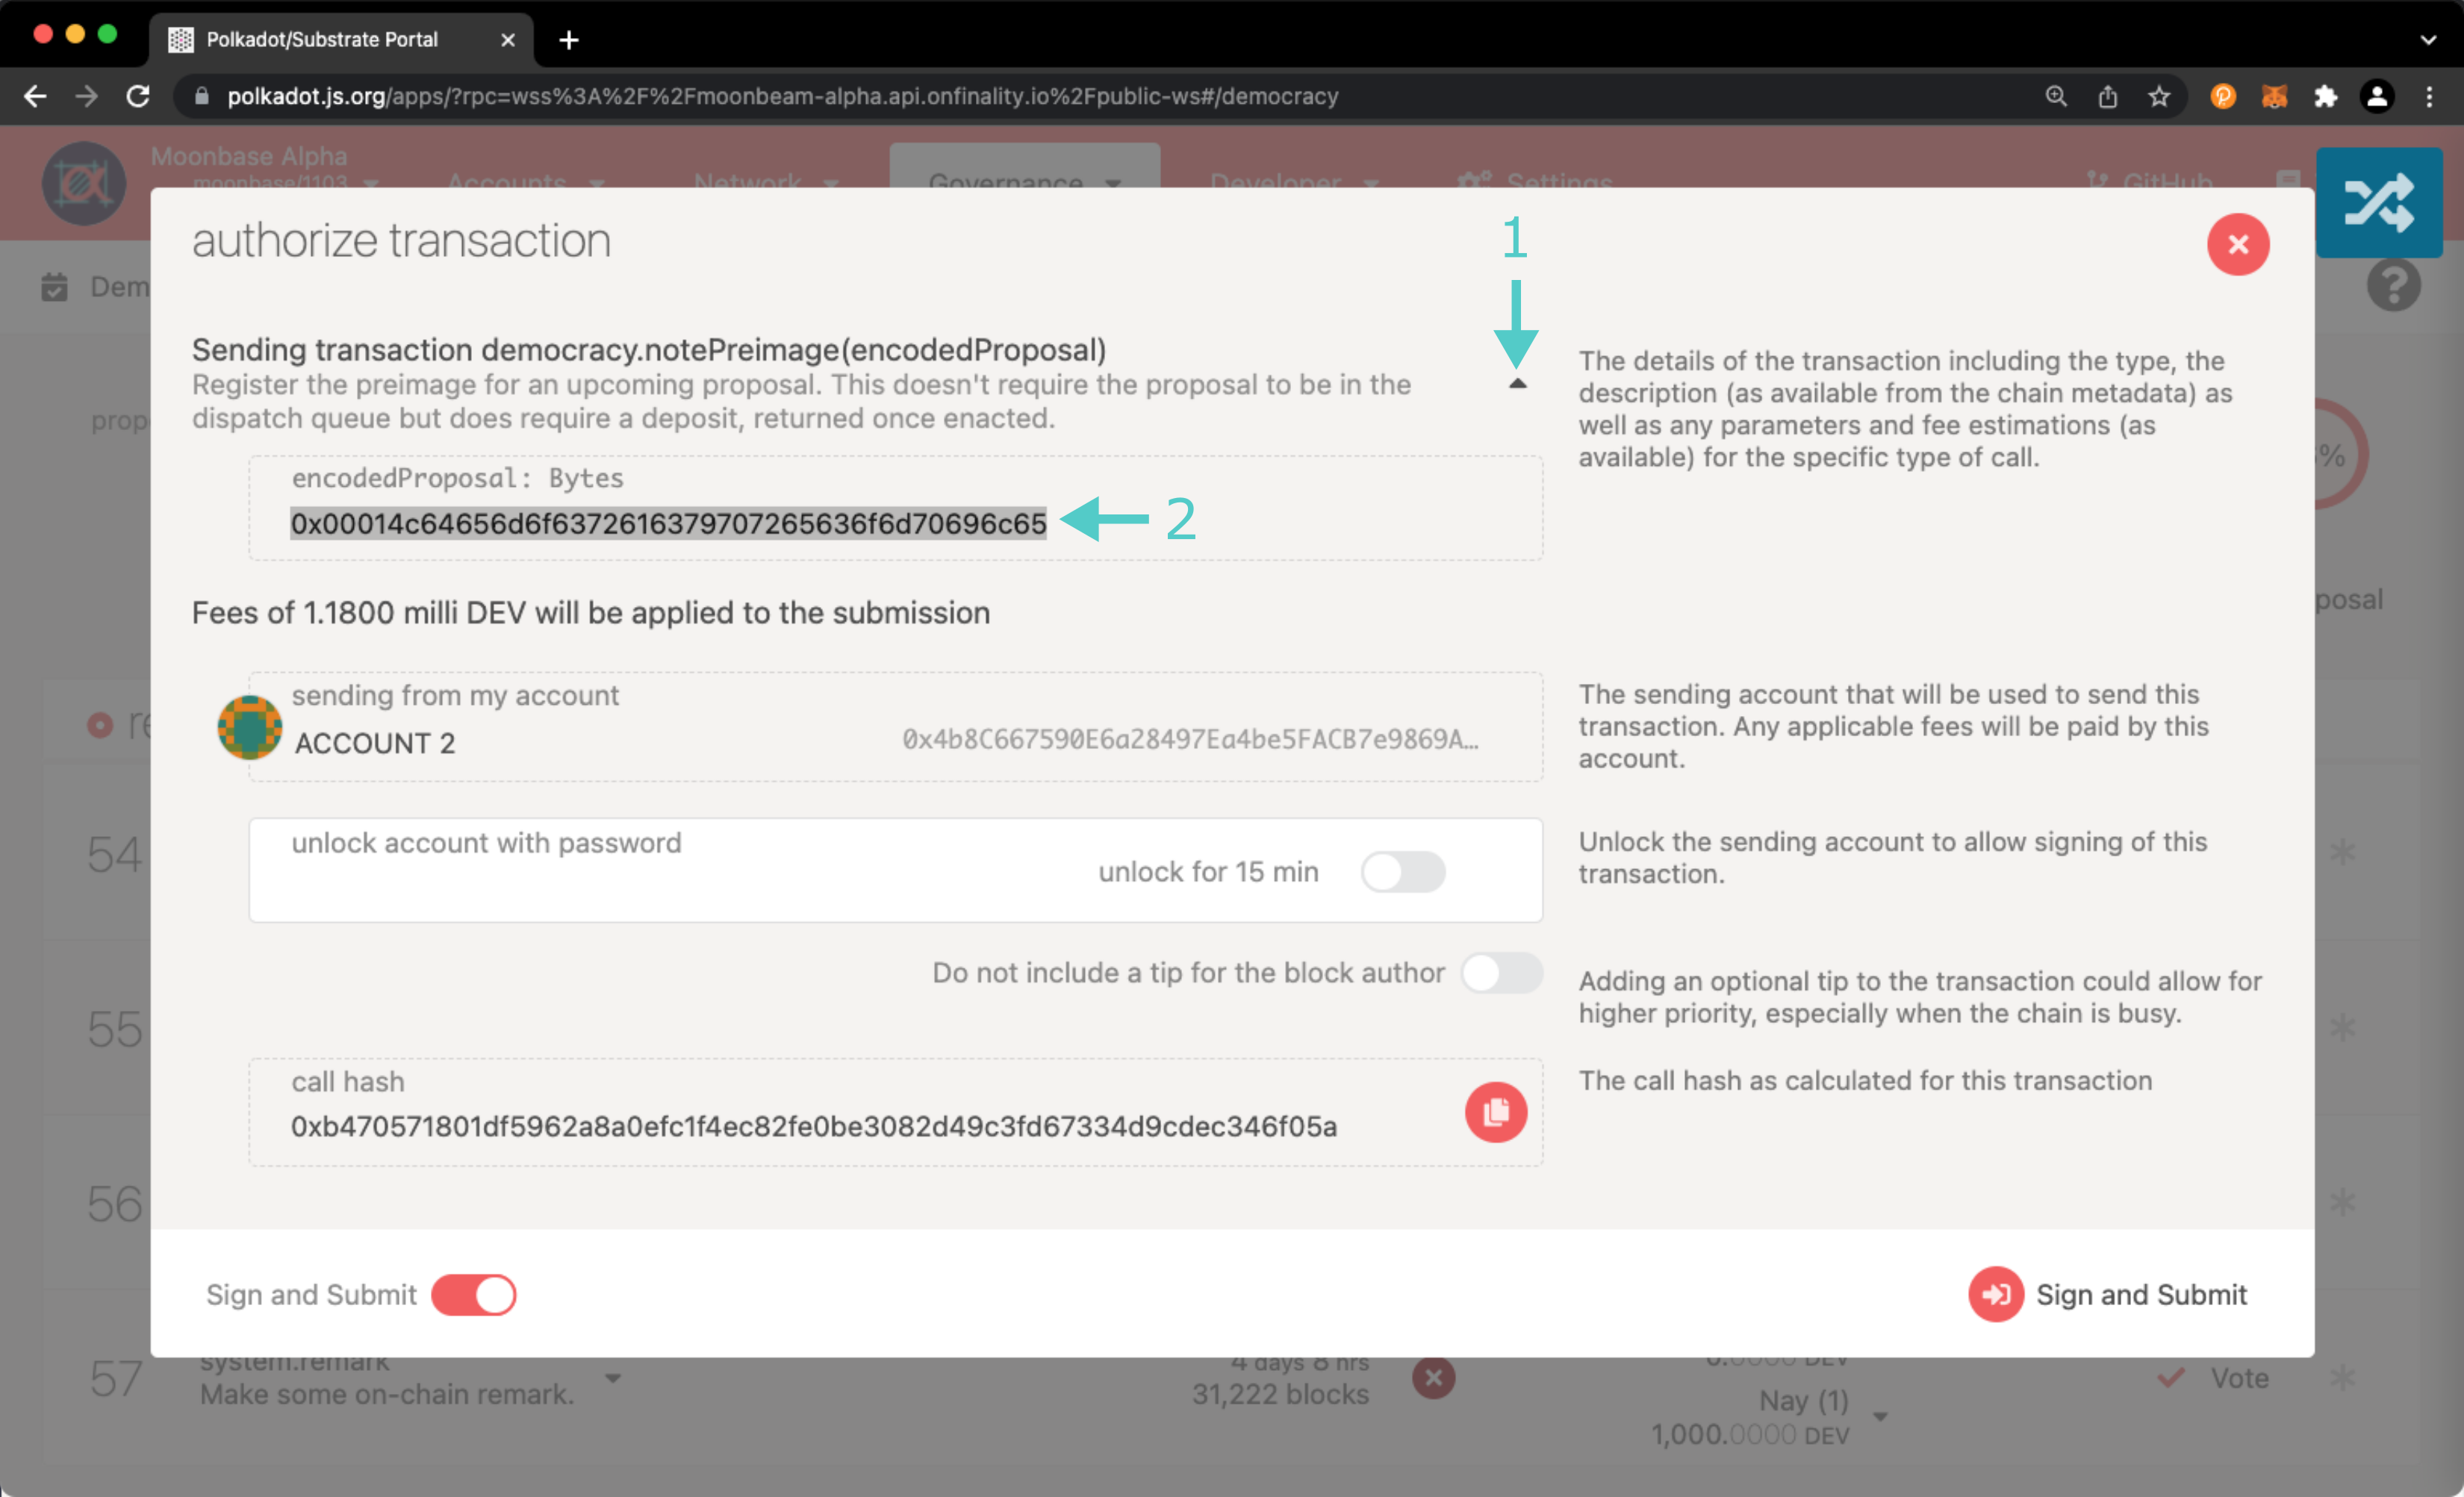 Polkadot/Substrate Portal
polkadot.js.org/apps/?rpc=wss%3A%2F%2Fmoonbeam-alpha.api.onfinality.io%2Fpublic-ws#/democracy
Moonbase Alpha
moonbase/1103
Accounts
Network
Governance
Developer
Settings
GitHub
authorize transaction
1
Dem
Sending transaction democracy.notePreimage(encodedProposal)
Register the preimage for an upcoming proposal. This doesn't require the proposal to be in the
dispatch queue but does require a deposit, returned once enacted.
The details of the transaction including the type, the
description (as available from the chain metadata) as
well as any parameters and fee estimations (as
available) for the specific type of call.
prop
%
encodedProposal: Bytes
0x00014c64656d6f6372616379707265636f6d70696c65
2
Fees of 1.1800 milli DEV will be applied to the submission
posal
sending from my account
ACCOUNT 2
0x4b8C667590E6a28497Ea4be5FACB7e9869A...
The sending account that will be used to send this
transaction. Any applicable fees will be paid by this
account.
re
54
unlock account with password
unlock for 15 min
Unlock the sending account to allow signing of this
transaction.
55
Do not include a tip for the block author
Adding an optional tip to the transaction could allow for
higher priority, especially when the chain is busy.
call hash
0xb470571801df5962a8a0efc1f4ec82fe0be3082d49c3fd67334d9cdec346f05a
The call hash as calculated for this transaction
56
Sign and Submit
Sign and Submit
57
system.remark
Make some on-chain remark.
4 days 8 hrs
31,222 blocks
0.0000 DEV
Nay (1)
1,000.0000 DEV
Vote